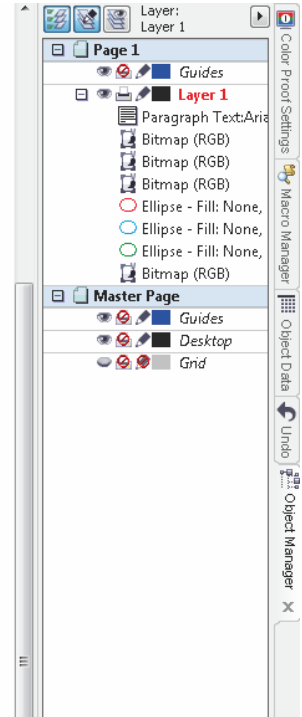 Layer:
Layer 1
Page 1
Guides
Layer 1
Paragraph Text:Aria
Bitmap (RGB)
Bitmap (RGB)
Bitmap (RGB)
Ellipse - Fill: None,
Ellipse - Fill: None,
Ellipse - Fill: None,
Bitmap (RGB)
Master Page
Guides
Desktop
Grid
Color Proof Settings
Macro Manager
Object Data
Undo
Object Manager